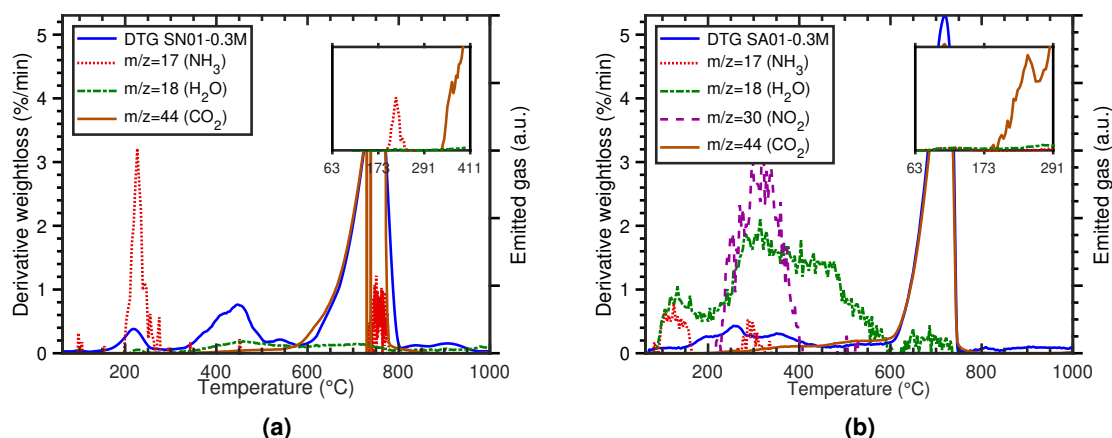 Derivative weightloss (%/min)
5
4
3
2
1
0
DTG SN01-0.3M
m/z=17 (NH3)
m/z=18 (H2O)
m/z=44 (CO2)
63 173 291 411
Emitted gas (a.u.)
200 400 600 800 1000
Temperature (°C)
(a)
Derivative weightloss (%/min)
5
4
3
2
1
0
DTG SA01-0.3M
m/z=17 (NH3)
m/z=18 (H2O)
m/z=30 (NO2)
m/z=44 (CO2)
63 173 291
Emitted gas (a.u.)
200 400 600 800 1000
Temperature (°C)
(b)